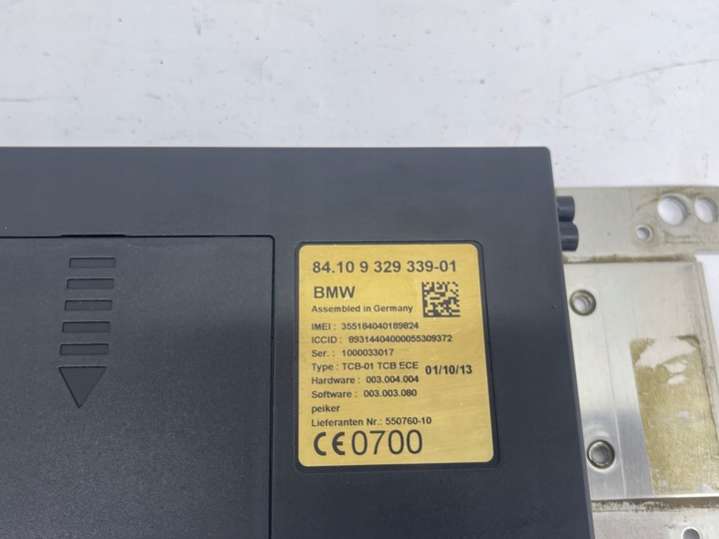 84.10 9 329 339-01
BMW
Assembled in Germany
IMEI : 355184040189824
ICCID : 89314404000055309372
Ser. : 1000033017
Type : TCB-01 TCB ECE 01/10/13
Hardware : 003.004.004
Software : 003.003.080
peiker
Lieferanten Nr.: 550760-10
CE0700